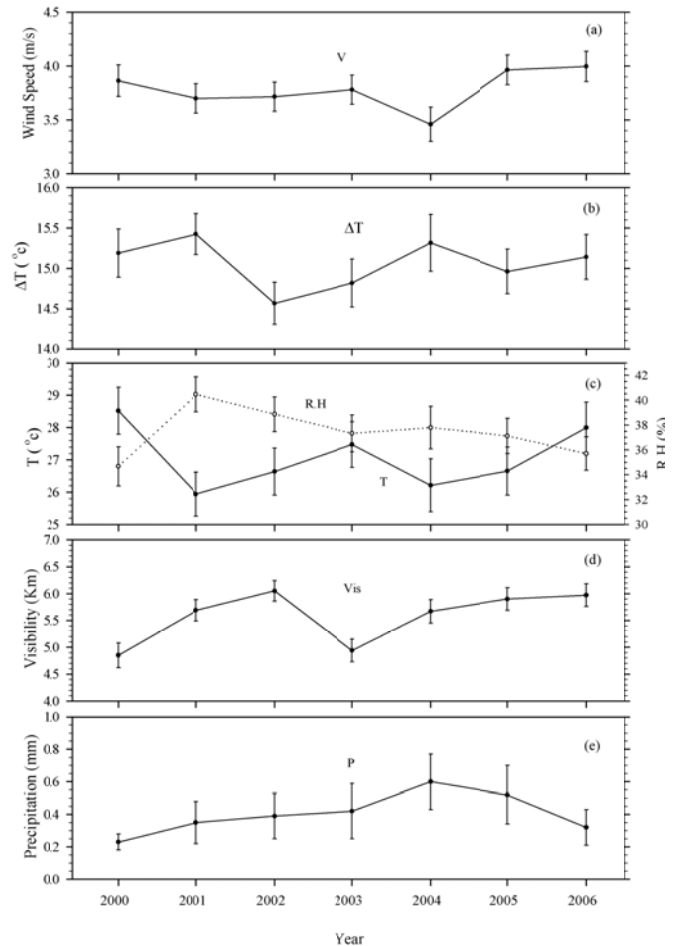 4.5
(a)
V
4.0
Wind Speed (m/s)
3.5
3.0
16.0
(b)
ΔT
15.5
ΔT ( °c)
15.0
14.5
14.0
30
42
(c)
29
R.H
40
28
38
T ( °c)
R.H (%)
27
36
T
34
26
32
25
30
7.0
(d)
6.5
Vis
6.0
Visibility (Km)
5.5
5.0
4.5
4.0
1.0
(e)
P
0.8
Precipitation (mm)
0.6
0.4
0.2
0.0
2000 2001 2002 2003 2004 2005 2006
Year